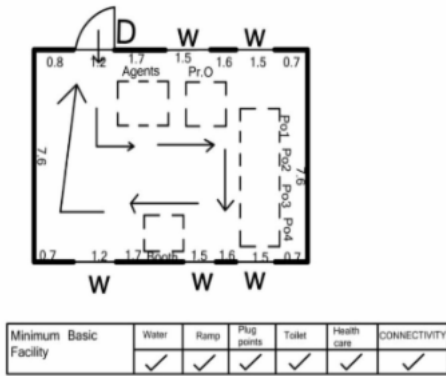 D
W W
0.8 1.2 1.7 1.5 1.6 1.5 0.7
Agents Pr.O
Po1
Po2
Po3
Po4
7.6 7.6
Booth
0.7 1.2 1.7 1.5 1.6 1.5 0.7
W W W
Minimum Basic Facility Water Ramp Plug points Toilet Health care CONNECTIVITY
✓ ✓ ✓ ✓ ✓ ✓